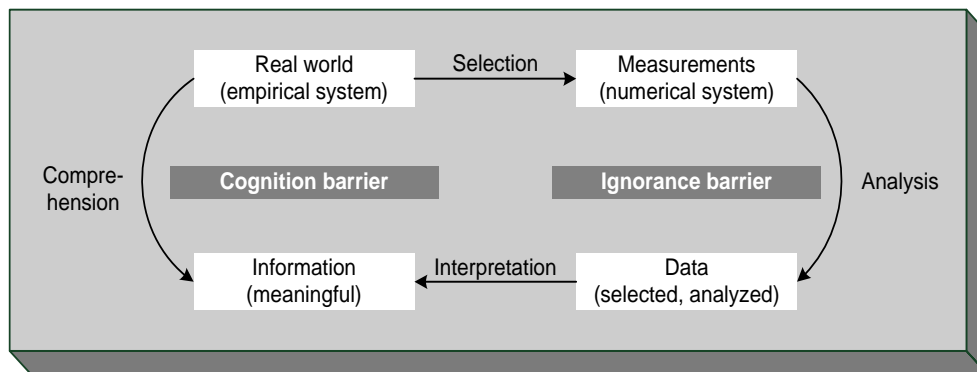 Real world
(empirical system)
Selection
Measurements
(numerical system)
Compre-
hension
Cognition barrier
Ignorance barrier
Analysis
Information
(meaningful)
Interpretation
Data
(selected, analyzed)